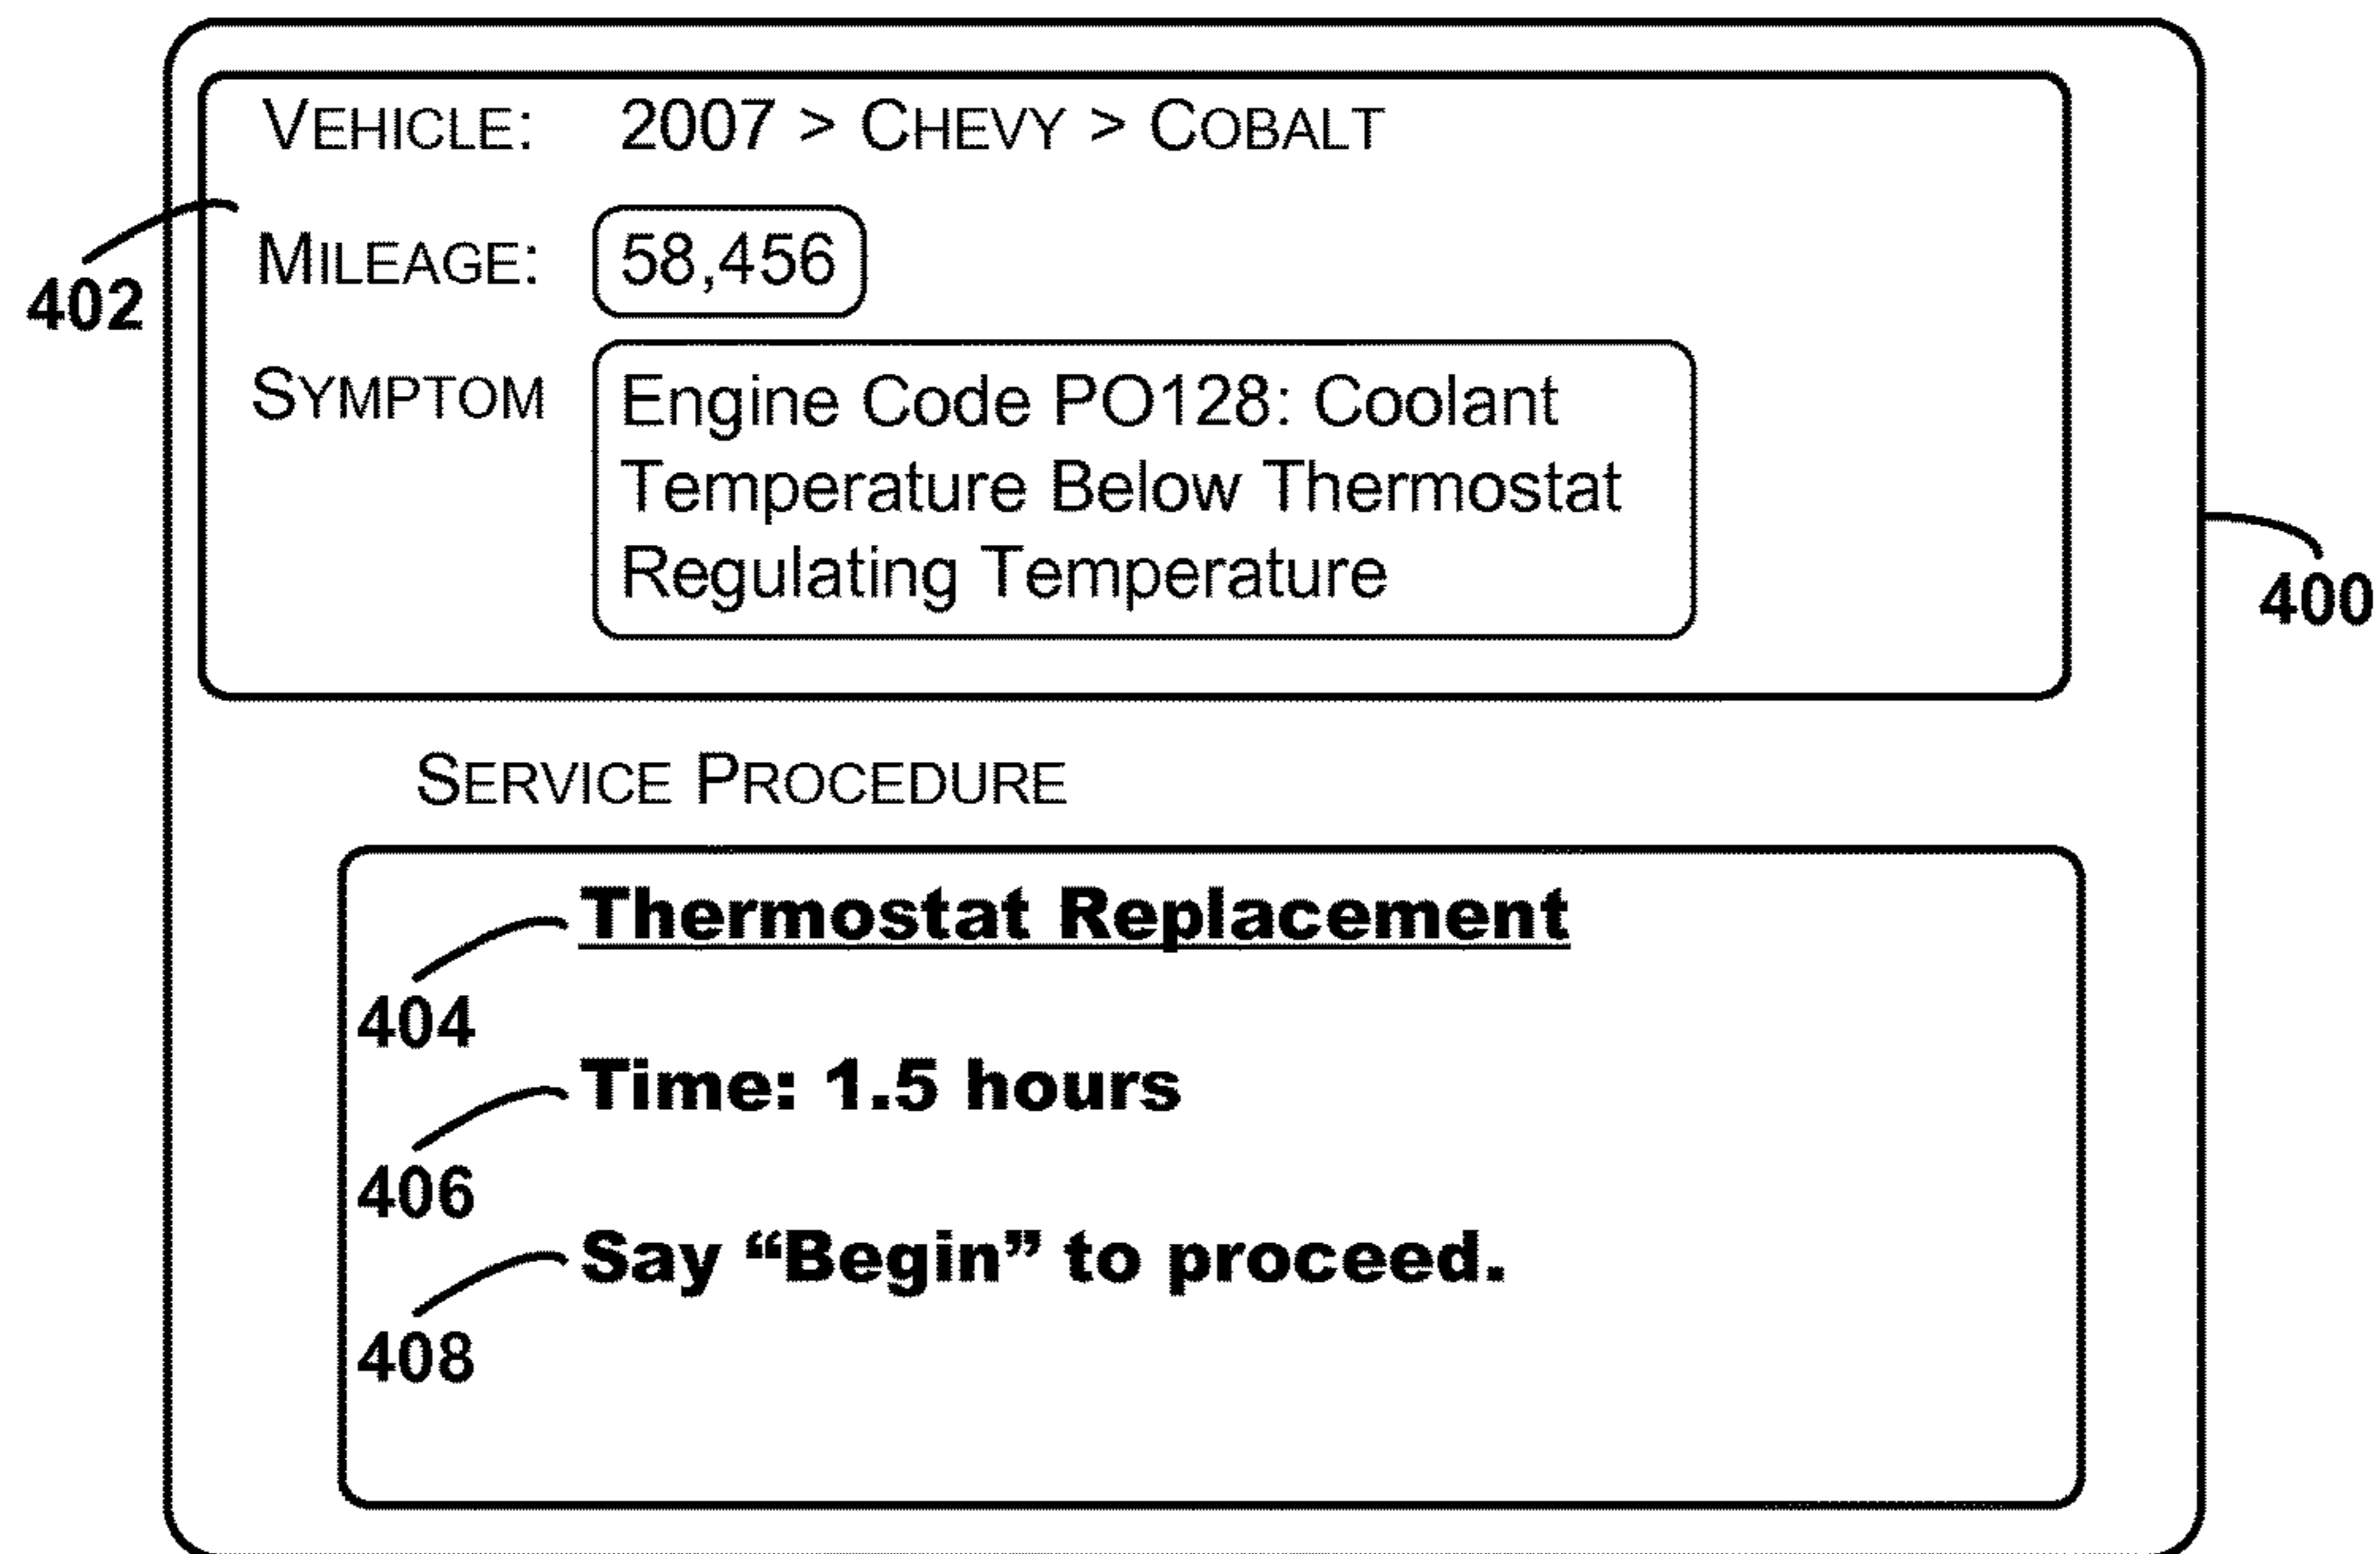 VEHICLE: 2007 > CHEVY > COBALT
MILEAGE: 58,456
402
SYMPTOM Engine Code PO128: Coolant
Temperature Below Thermostat
Regulating Temperature
400
SERVICE PROCEDURE
Thermostat Replacement
404
Time: 1.5 hours
406
Say “Begin” to proceed.
408